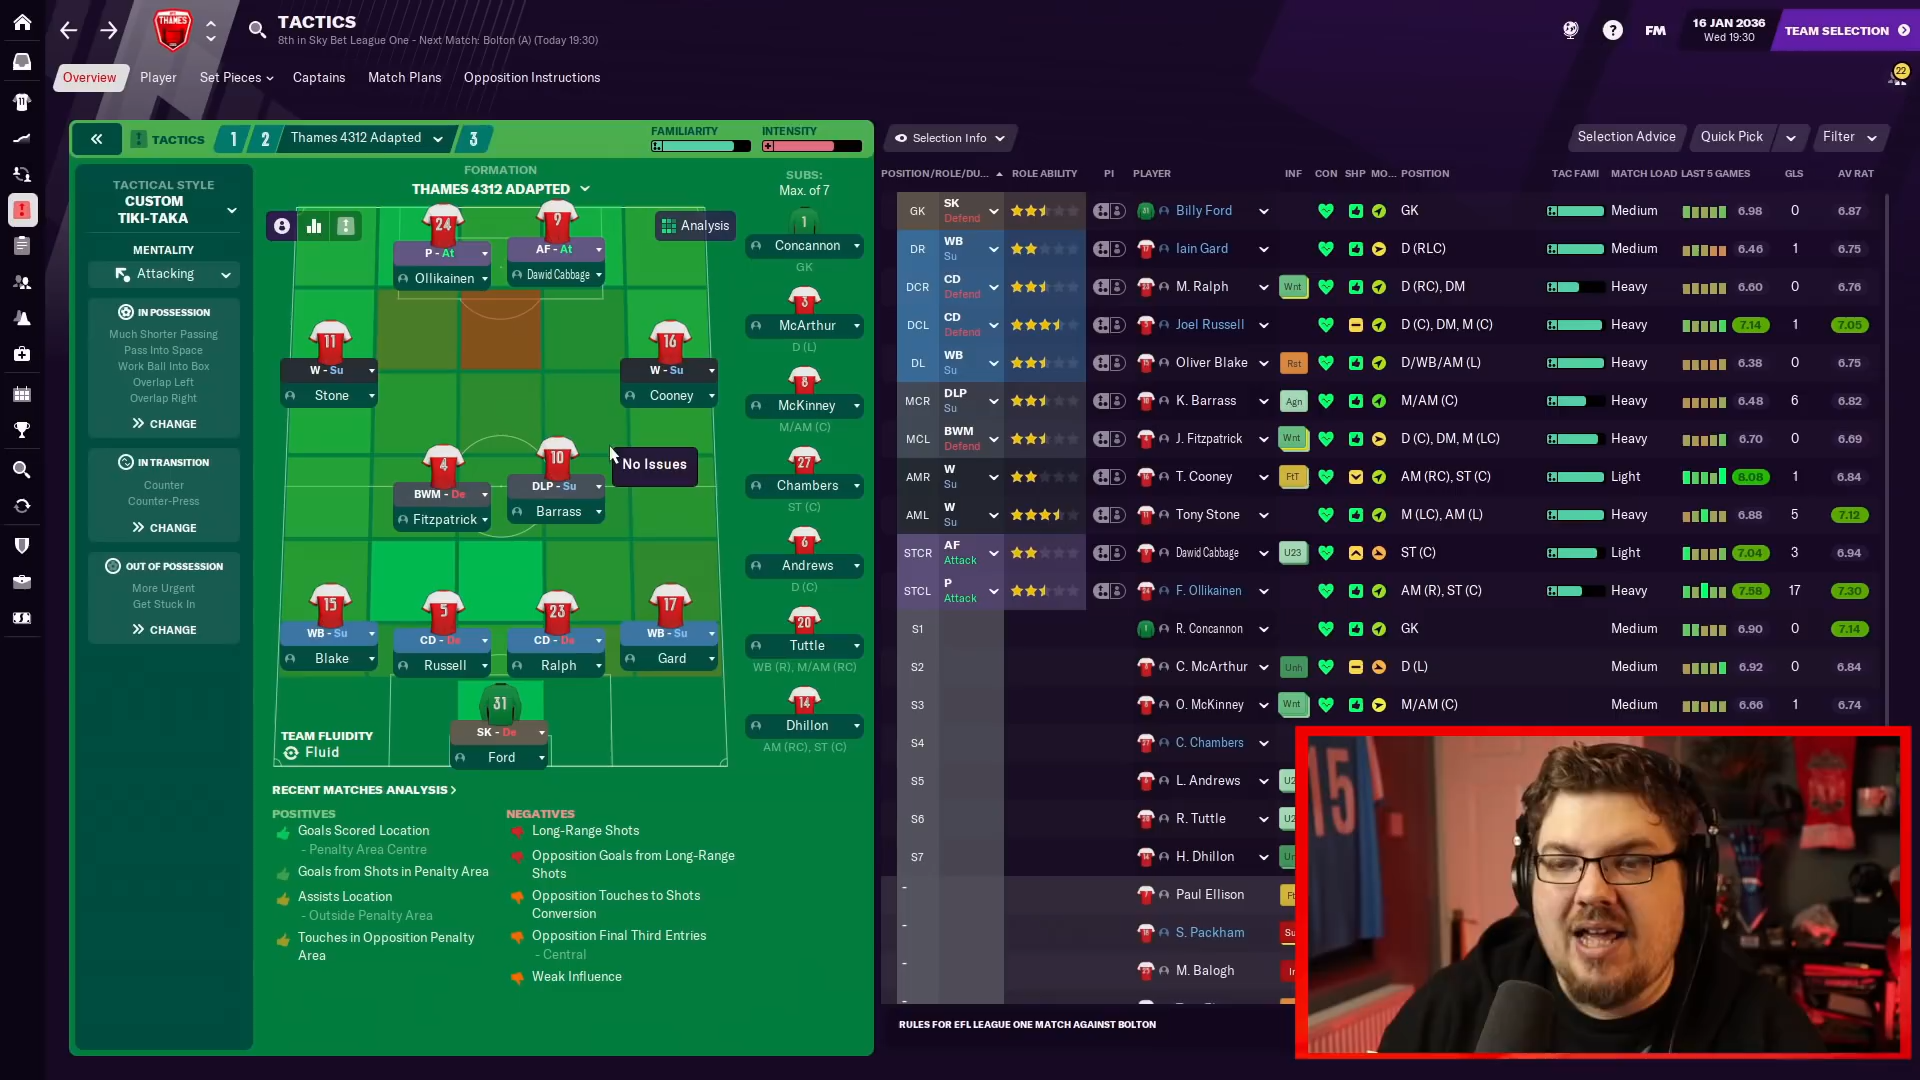 TACTICS
8th in Sky Bet League One - Next Match: Bolton (A) (Today 19:30)
THAMES
FM
16 JAN 2036
Wed 19:30
TEAM SELECTION
22
Overview
Player
Set Pieces
Captains
Match Plans
Opposition Instructions
TACTICS
1
2
Thames 4312 Adapted
3
FAMILIARITY
INTENSITY
TACTICAL STYLE
CUSTOM
TIKI-TAKA
MENTALITY
Attacking
IN POSSESSION
Much Shorter Passing
Pass Into Space
Work Ball Into Box
Overlap Left
Overlap Right
CHANGE
IN TRANSITION
Counter
Counter-Press
CHANGE
OUT OF POSSESSION
More Urgent
Get Stuck In
CHANGE
FORMATION
THAMES 4312 ADAPTED
Analysis
24
P - At
Ollikainen
9
AF - At
Dawid Cabbage
11
W - Su
Stone
16
W - Su
Cooney
4
BWM - De
Fitzpatrick
10
DLP - Su
Barrass
No Issues
15
WB - Su
Blake
5
CD - De
Russell
23
CD - De
Ralph
17
WB - Su
Gard
31
SK - De
Ford
TEAM FLUIDITY
Fluid
SUBS:
Max. of 7
1
Concannon
GK
3
McArthur
D (L)
8
McKinney
M/AM (C)
27
Chambers
ST (C)
6
Andrews
D (C)
20
Tuttle
WB (R), M/AM (RC)
14
Dhillon
AM (RC), ST (C)
RECENT MATCHES ANALYSIS >
POSITIVES
Goals Scored Location
- Penalty Area Centre
Goals from Shots in Penalty Area
Assists Location
- Outside Penalty Area
Touches in Opposition Penalty
Area
NEGATIVES
Long-Range Shots
Opposition Goals from Long-Range
Shots
Opposition Touches to Shots
Conversion
Opposition Final Third Entries
- Central
Weak Influence
Selection Info
Selection Advice
Quick Pick
Filter
POSITION/ROLE/DU... ROLE ABILITY PI PLAYER INF CON SHP MO... POSITION TAC FAMI MATCH LOAD LAST 5 GAMES GLS AV RAT
GK SK Defend Billy Ford GK Medium 6.98 0 6.87
DR WB Su Iain Gard D (RLC) Medium 6.46 1 6.75
DCR CD Defend M. Ralph Wnt D (RC), DM Heavy 6.60 0 6.76
DCL CD Defend Joel Russell D (C), DM, M (C) Heavy 7.14 1 7.05
DL WB Su Oliver Blake Rst D/WB/AM (L) Heavy 6.38 0 6.75
MCR DLP Su K. Barrass Agn M/AM (C) Heavy 6.48 6 6.82
MCL BWM Defend J. Fitzpatrick Wnt D (C), DM, M (LC) Heavy 6.70 0 6.69
AMR W Su T. Cooney FtT AM (RC), ST (C) Light 8.08 1 6.84
AML W Su Tony Stone M (LC), AM (L) Heavy 6.88 5 7.12
STCR AF Attack Dawid Cabbage U23 ST (C) Light 7.04 3 6.94
STCL P Attack F. Ollikainen AM (R), ST (C) Heavy 7.58 17 7.30
S1 R. Concannon GK Medium 6.90 0 7.14
S2 C. McArthur Unh D (L) Medium 6.92 0 6.84
S3 O. McKinney Wnt M/AM (C) Medium 6.66 1 6.74
S4 C. Chambers
S5 L. Andrews
S6 R. Tuttle
S7 H. Dhillon
- Paul Ellison
- S. Packham
- M. Balogh
-
RULES FOR EFL LEAGUE ONE MATCH AGAINST BOLTON
15